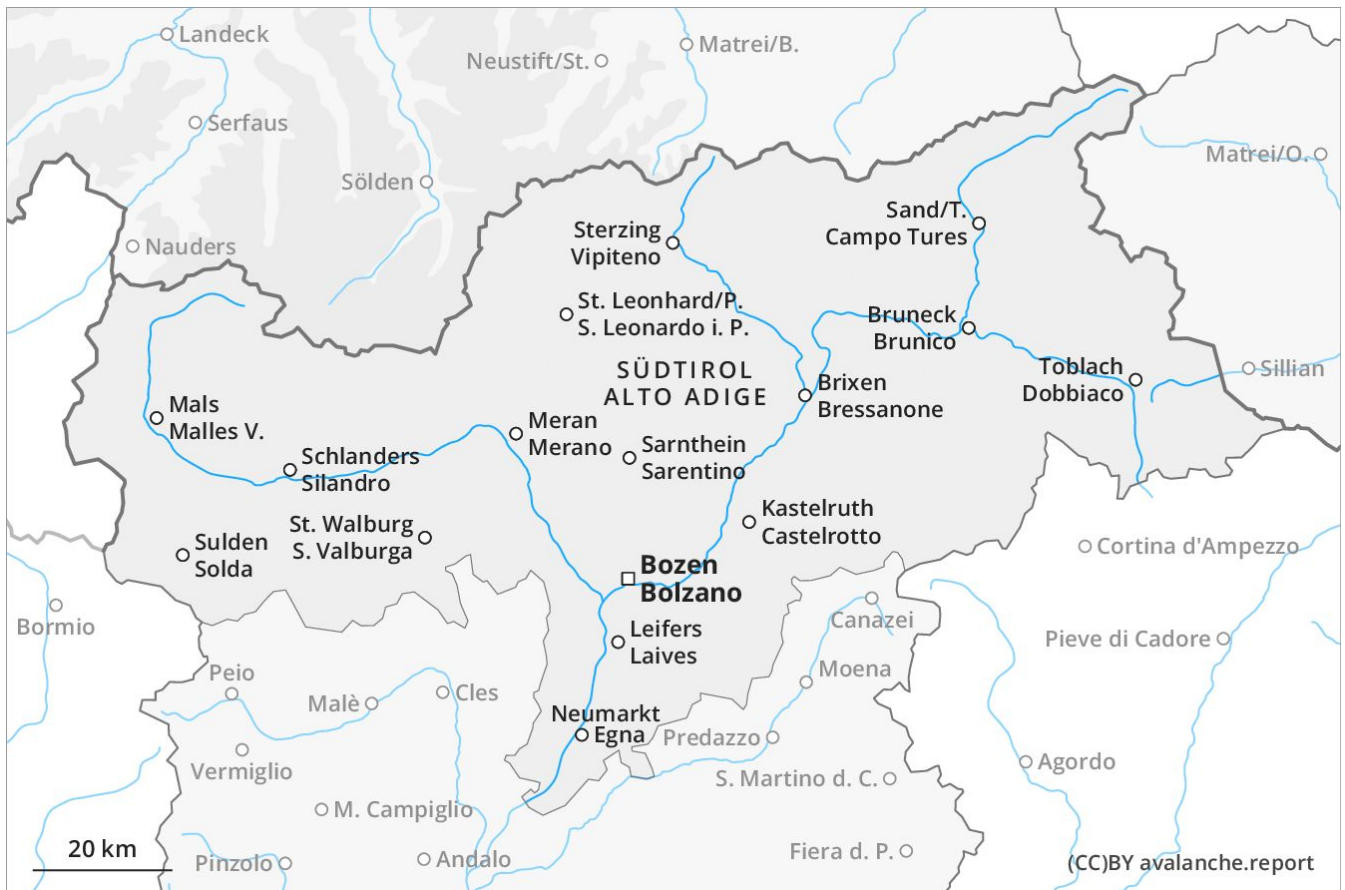 Landeck
Neustift/St.
Matrei/B.
Serfaus
Matrei/O.
Sölden
Nauders
Sterzing
Vipiteno
Sand/T.
Campo Tures
St. Leonhard/P.
S. Leonardo i. P.
Bruneck
Brunico
SÜDTIROL
ALTO ADIGE
Toblach
Dobbiaco
Sillian
Brixen
Bressanone
Mals
Malles V.
Meran
Merano
Sarnthein
Sarentino
Schlanders
Silandro
Kastelruth
Castelrotto
St. Walburg
S. Valburga
Sulden
Solda
Cortina d'Ampezzo
Bozen
Bolzano
Bormio
Canazei
Leifers
Laives
Pieve di Cadore
Peio
Moena
Malè
Cles
Neumarkt
Egna
Predazzo
Vermiglio
S. Martino d. C.
Agordo
M. Campiglio
20 km
Pinzolo
Andalo
Fiera d. P.
(CC)BY avalanche.report